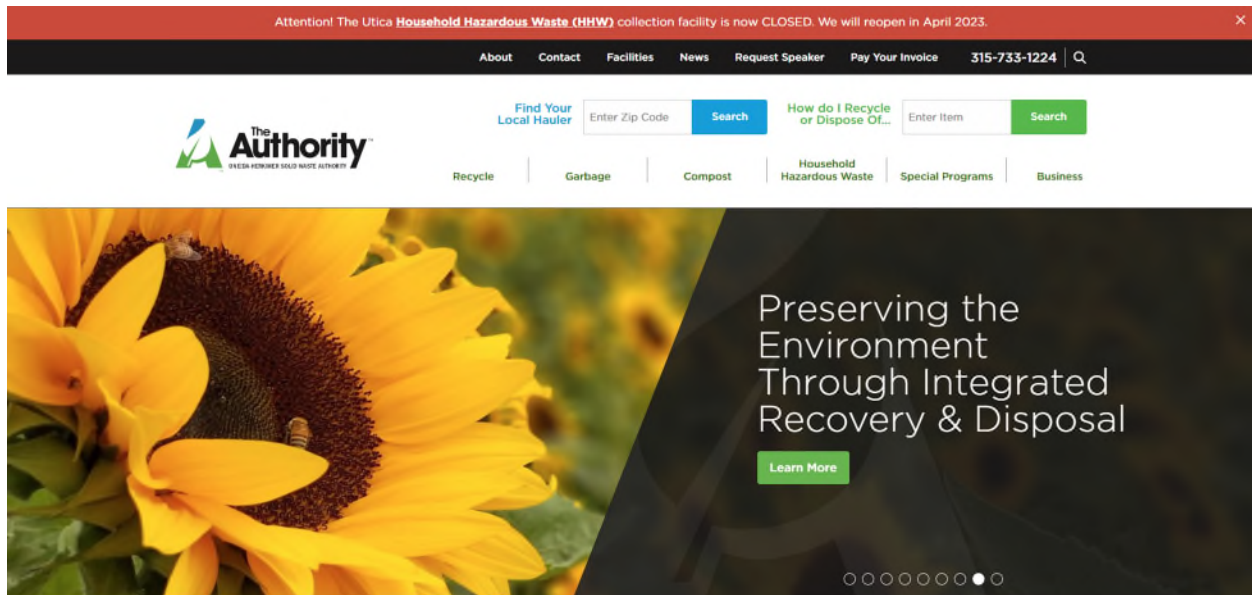 Attention! The Utica Household Hazardous Waste (HHW) collection facility is now CLOSED. We will reopen in April 2023.
About Contact Facilities News Request Speaker Pay Your Invoice 315-733-1224
Find Your
Local Hauler
Enter Zip Code
Search
How do I Recycle
or Dispose Of...
Enter Item
Search
The
Authority™
ONEIDA-HERKIMER SOLID WASTE AUTHORITY
Recycle
Garbage
Compost
Household
Hazardous Waste
Special Programs
Business
Preserving the
Environment
Through Integrated
Recovery & Disposal
Learn More